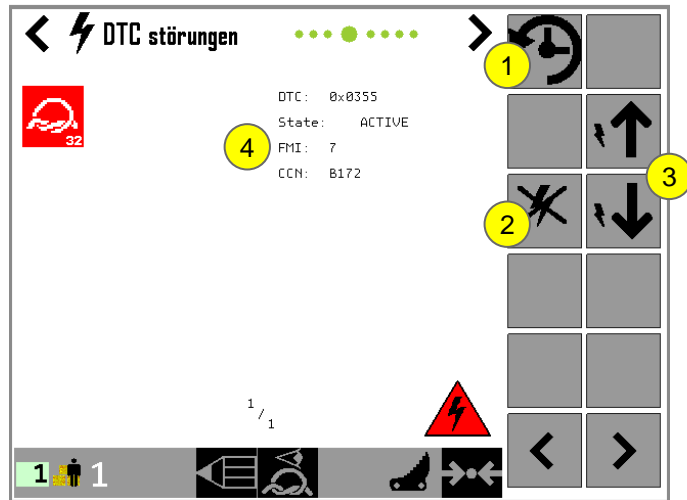 DTC störungen
1
32
DTC: 0x0355
State: ACTIVE
4
FMI: 7
CCN: B172
3
2
1/1
1 1